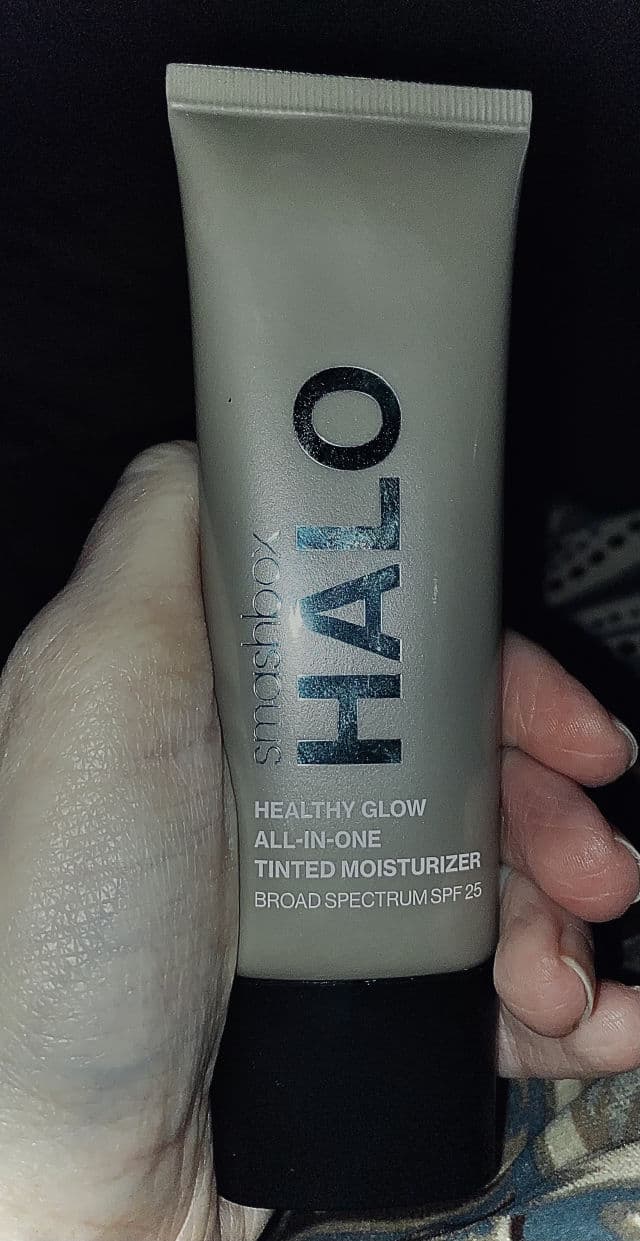 smashbox
HALO
HEALTHY GLOW
ALL-IN-ONE
TINTED MOISTURIZER
BROAD SPECTRUM SPF 25